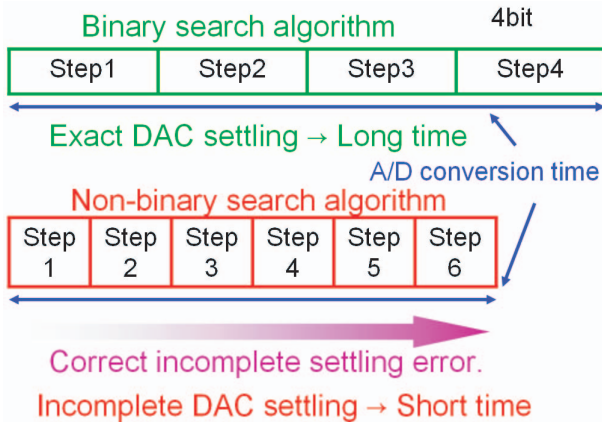 Binary search algorithm
4bit
Step1 Step2 Step3 Step4
Exact DAC settling → Long time
A/D conversion time
Non-binary search algorithm
Step Step Step Step Step Step
1 2 3 4 5 6
Correct incomplete settling error.
Incomplete DAC settling → Short time